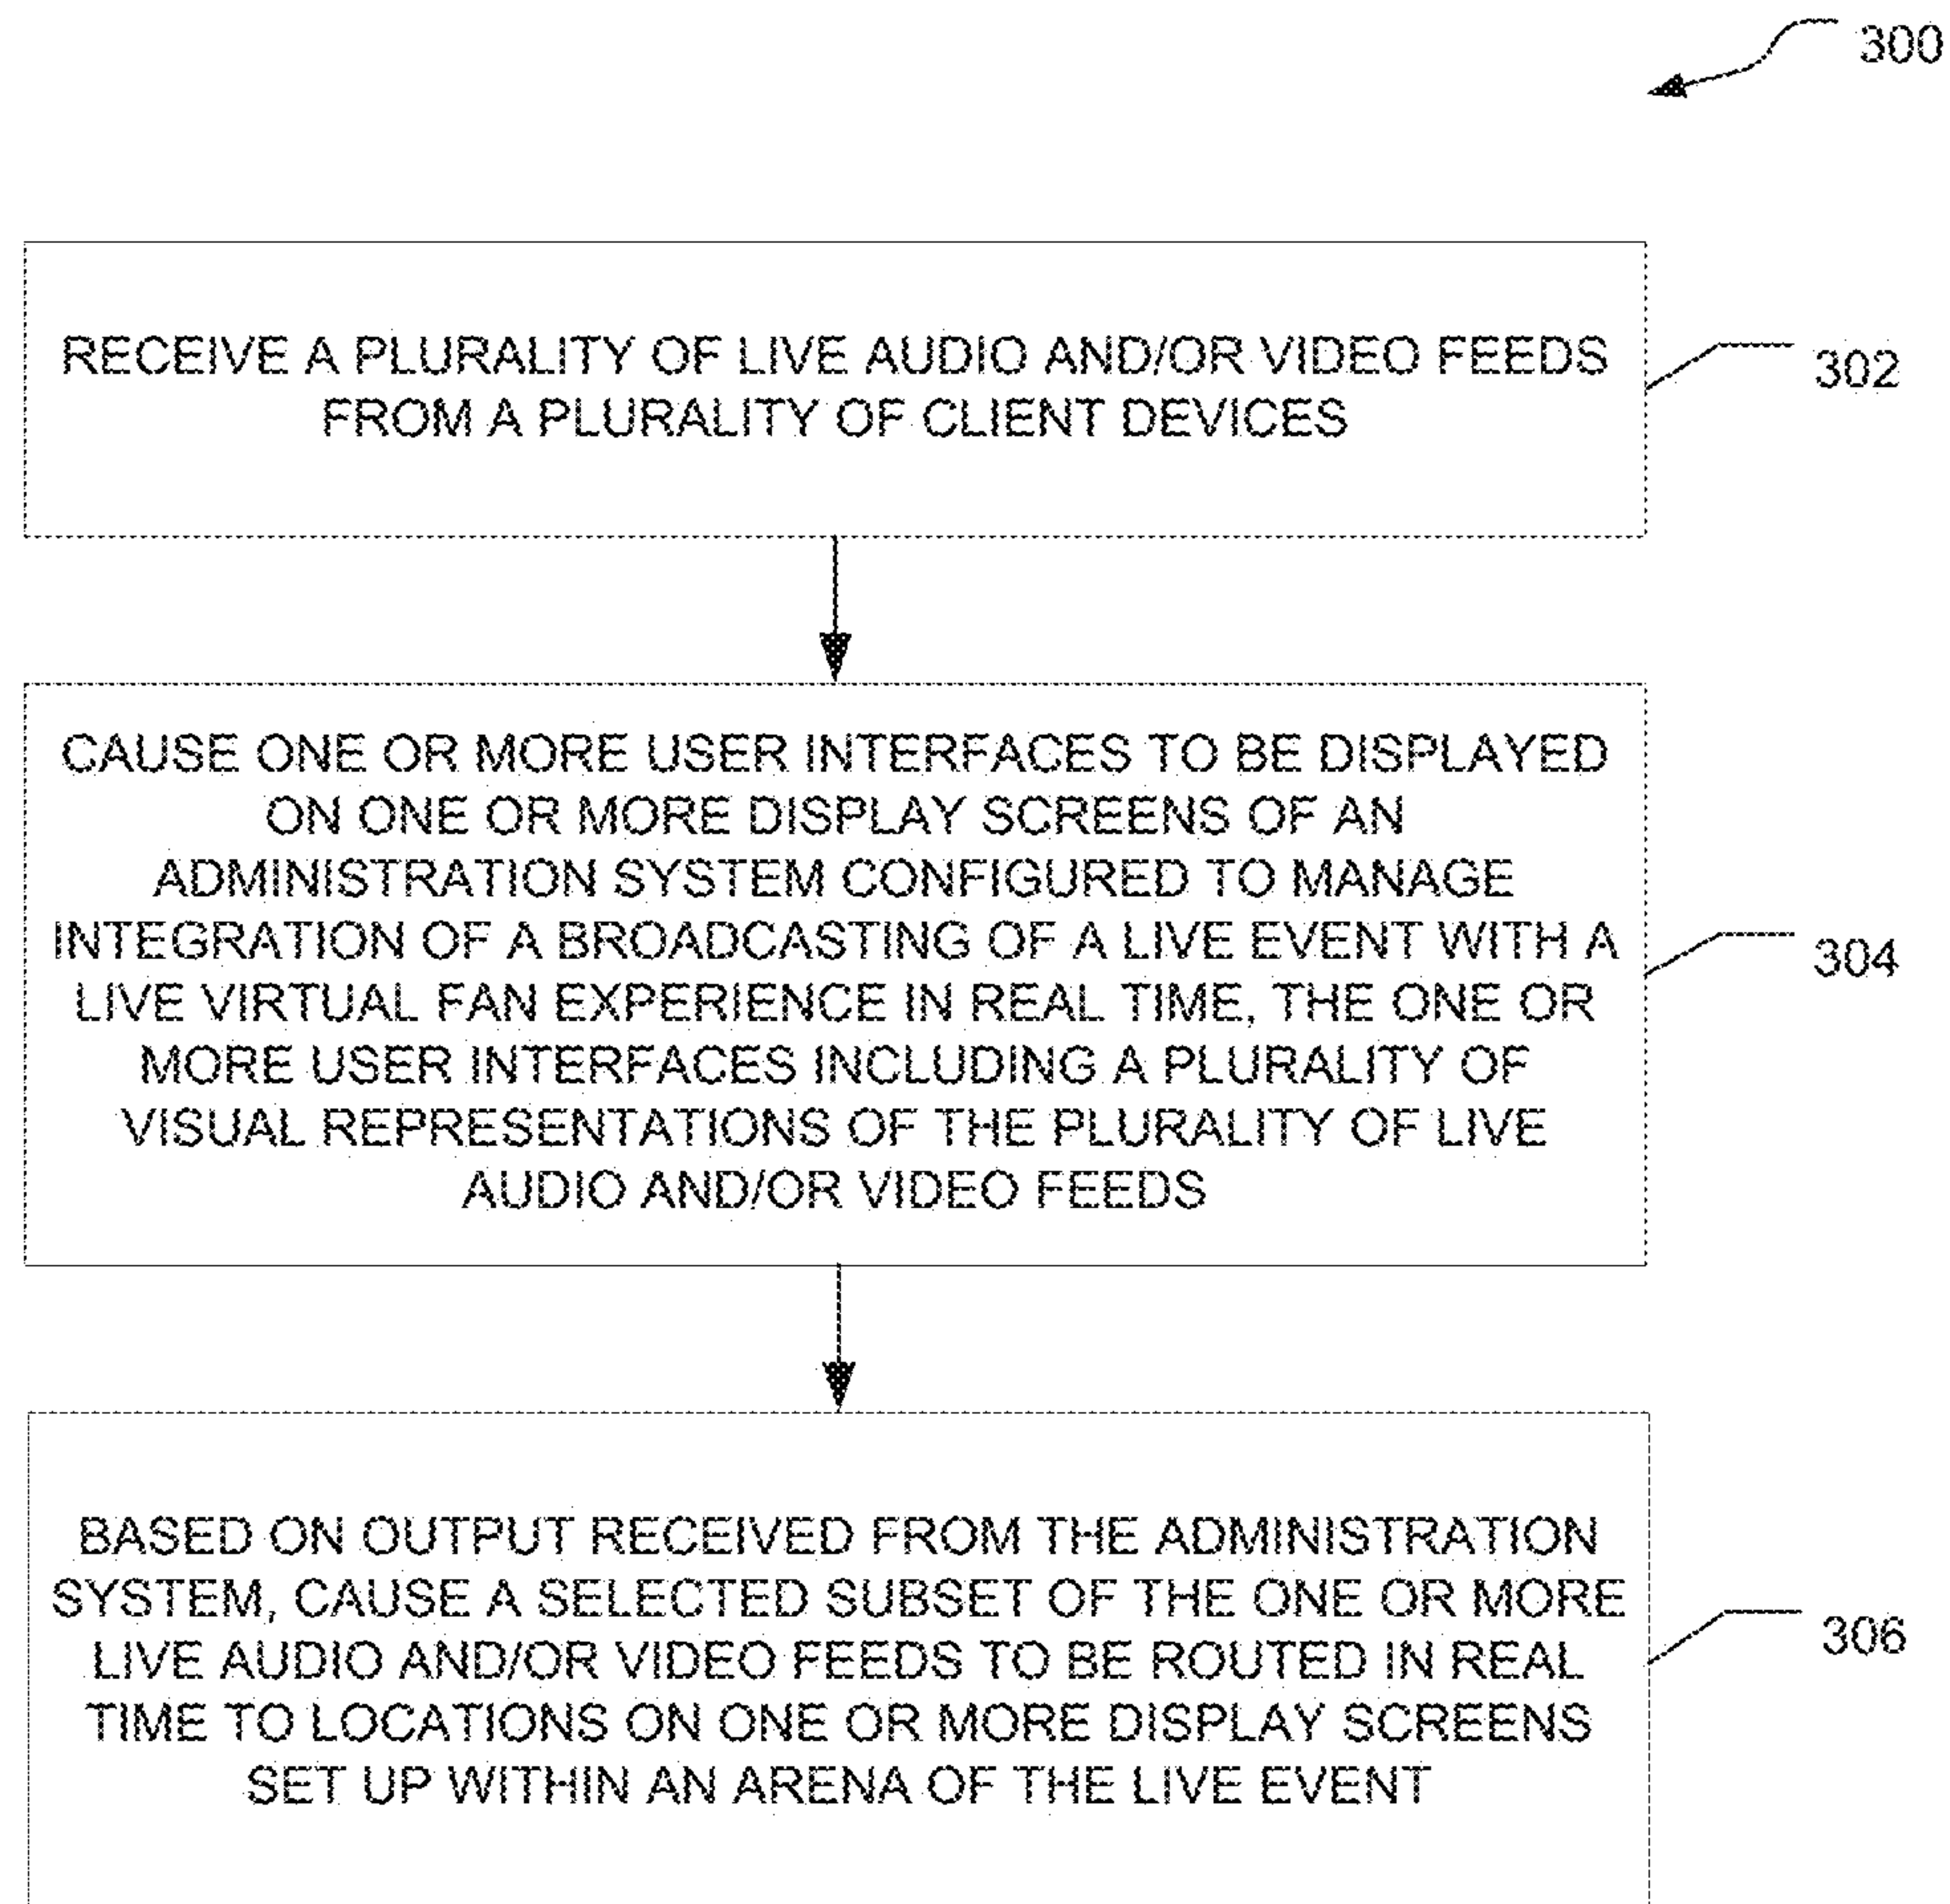 300
RECEIVE A PLURALITY OF LIVE AUDIO AND/OR VIDEO FEEDS
FROM A PLURALITY OF CLIENT DEVICES
302
CAUSE ONE OR MORE USER INTERFACES TO BE DISPLAYED
ON ONE OR MORE DISPLAY SCREENS OF AN
ADMINISTRATION SYSTEM CONFIGURED TO MANAGE
INTEGRATION OF A BROADCASTING OF A LIVE EVENT WITH A
LIVE VIRTUAL FAN EXPERIENCE IN REAL TIME, THE ONE OR
MORE USER INTERFACES INCLUDING A PLURALITY OF
VISUAL REPRESENTATIONS OF THE PLURALITY OF LIVE
AUDIO AND/OR VIDEO FEEDS
304
BASED ON OUTPUT RECEIVED FROM THE ADMINISTRATION
SYSTEM, CAUSE A SELECTED SUBSET OF THE ONE OR MORE
LIVE AUDIO AND/OR VIDEO FEEDS TO BE ROUTED IN REAL
TIME TO LOCATIONS ON ONE OR MORE DISPLAY SCREENS
SET UP WITHIN AN ARENA OF THE LIVE EVENT
306